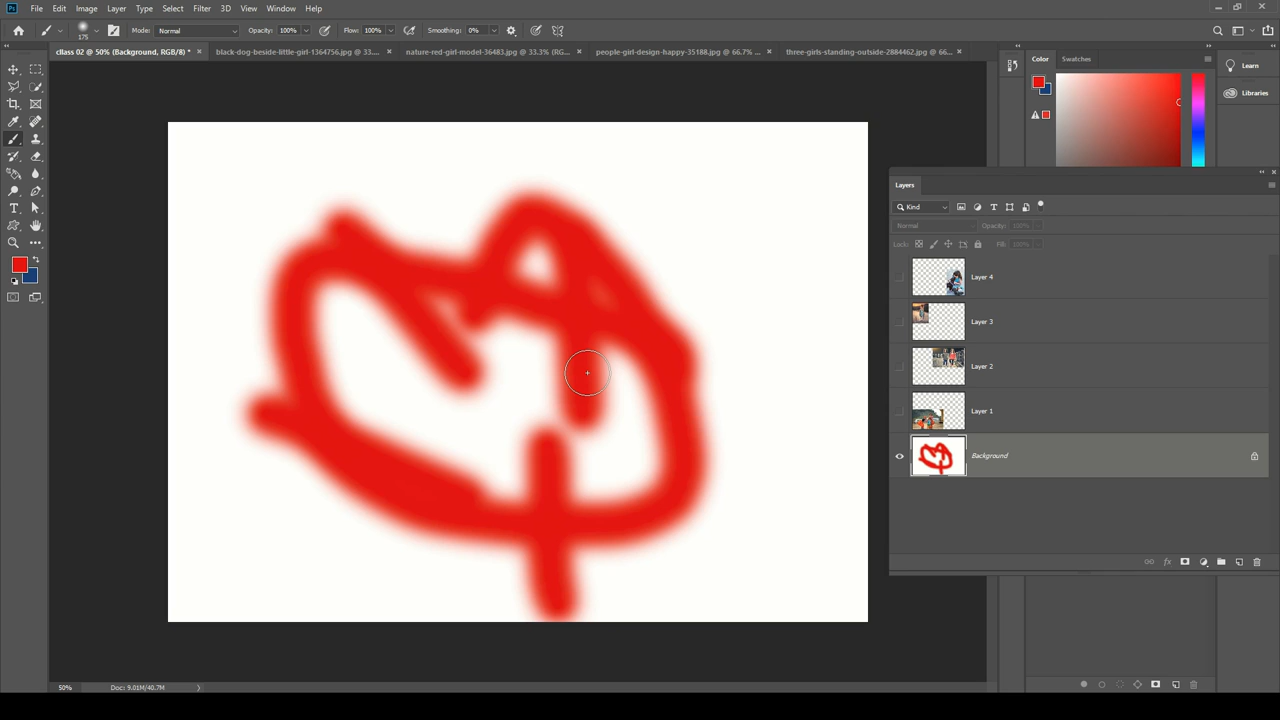 Ps File Edit Image Layer Type Select Filter 3D View Window Help
175 Mode: Normal Opacity: 100% Flow: 100% Smoothing: 0%
class 02 @ 50% (Background, RGB/8) * × black-dog-beside-little-girl-1364756.jpg @ 33.... × nature-red-girl-model-36483.jpg @ 33.3% (RG... × people-girl-design-happy-35188.jpg @ 66.7% ... × three-girls-standing-outside-2884462.jpg @ 66... ×
Color Swatches
Learn
Libraries
Layers
Kind
Normal Opacity: 100%
Lock: Fill: 100%
Layer 4
Layer 3
Layer 2
Layer 1
Background
50% Doc: 9.01M/40.7M